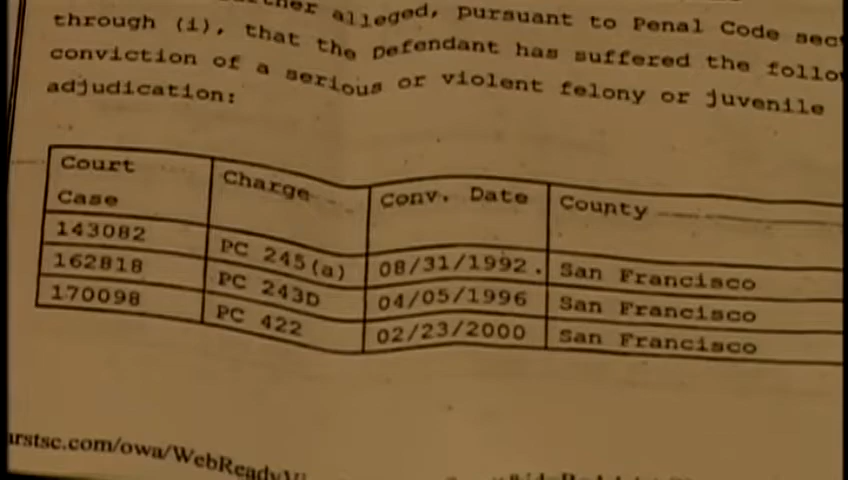 alleged, pursuant to Penal Code
through (i), that the Defendant has suffered the
conviction of a serious or violent felony or juvenile
adjudication:
Court Case Charge Conv. Date County
143082 PC 245(a) 08/31/1992. San Francisco
162818 PC 243D 04/05/1996 San Francisco
170098 PC 422 02/23/2000 San Francisco
arstsc.com/owa/WebReadyVi